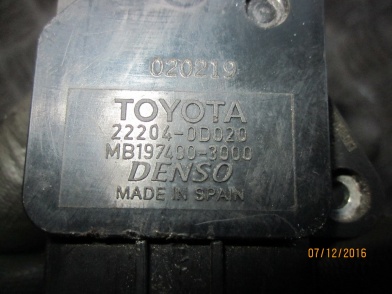 020219
TOYOTA
22204-0D020
MB197400-3000
DENSO
MADE IN SPAIN
07/12/2016